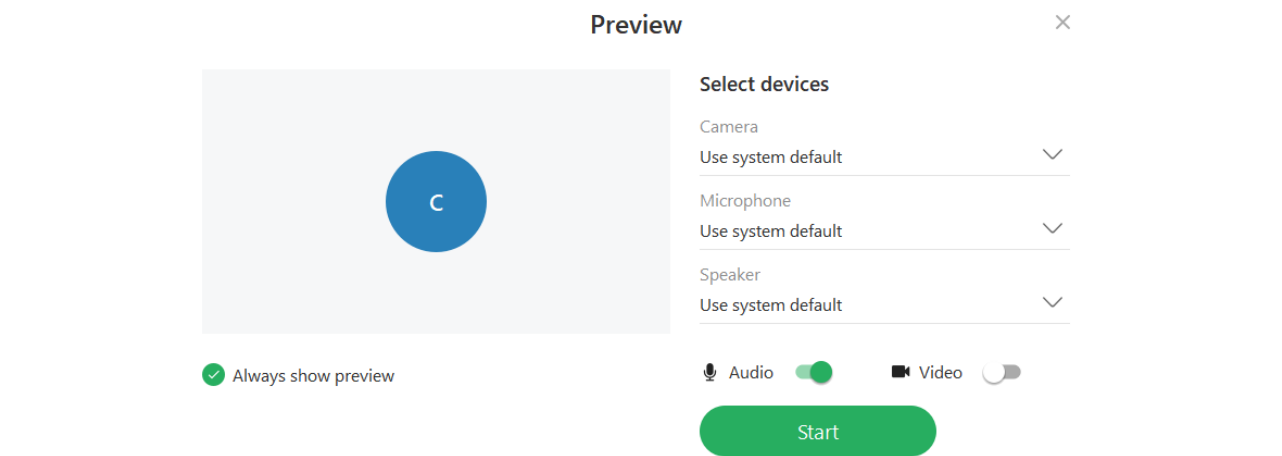 Preview
C
Always show preview
Select devices
Camera
Use system default
Microphone
Use system default
Speaker
Use system default
Audio
Video
Start